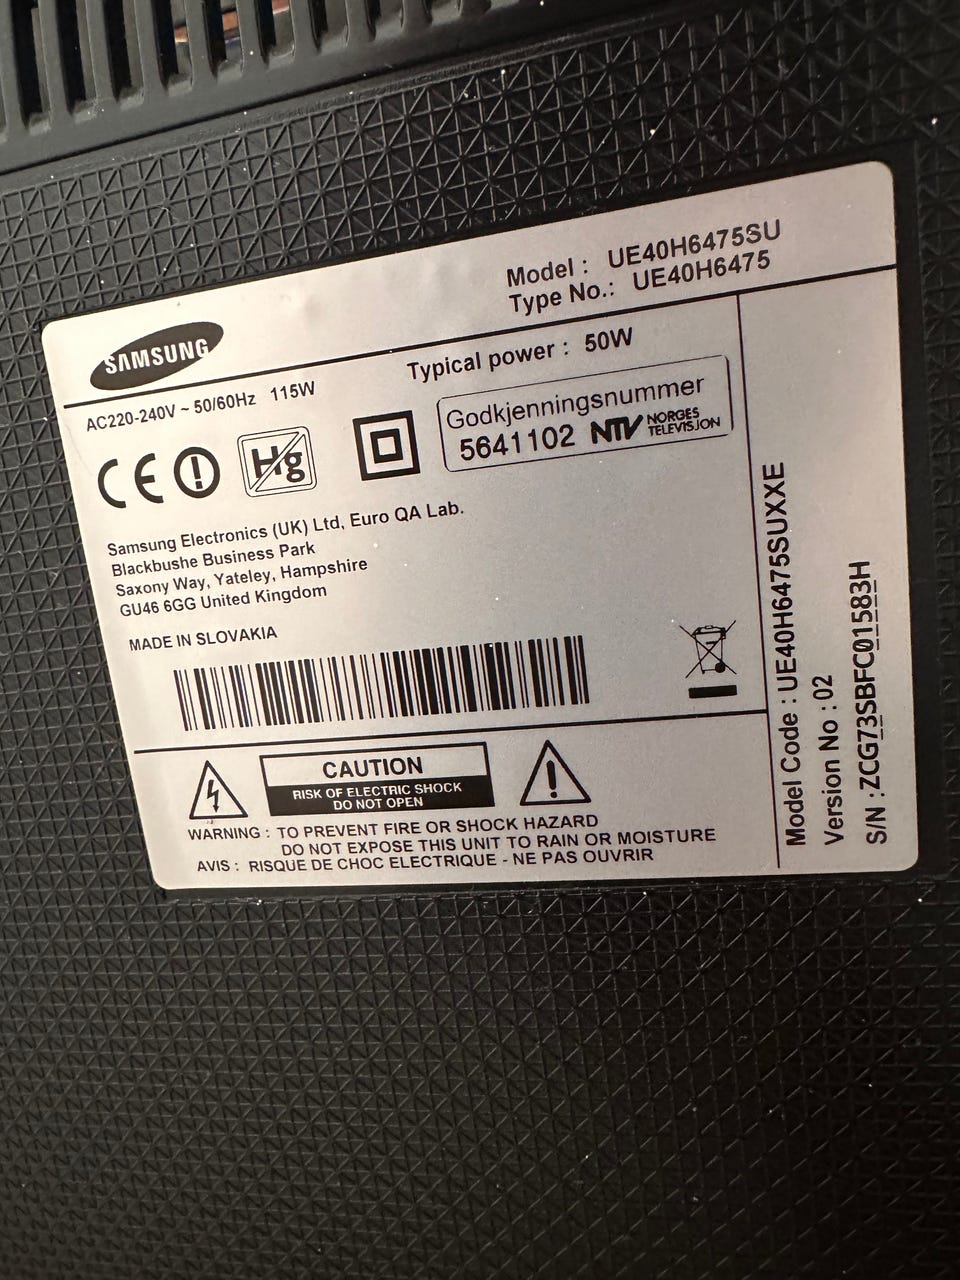 Model : UE40H6475SU
Type No.: UE40H6475
SAMSUNG
AC220-240V ~ 50/60Hz 115W
Typical power : 50W
CE
Hg
Godkjenningsnummer
5641102 NTV NORGES TELEVISJON
Samsung Electronics (UK) Ltd, Euro QA Lab.
Blackbushe Business Park
Saxony Way, Yateley, Hampshire
GU46 6GG United Kingdom
MADE IN SLOVAKIA
CAUTION
RISK OF ELECTRIC SHOCK
DO NOT OPEN
WARNING : TO PREVENT FIRE OR SHOCK HAZARD
DO NOT EXPOSE THIS UNIT TO RAIN OR MOISTURE
AVIS : RISQUE DE CHOC ELECTRIQUE - NE PAS OUVRIR
Model Code : UE40H6475SUXXE
Version No : 02
S/N : ZCG73SBFC01583H